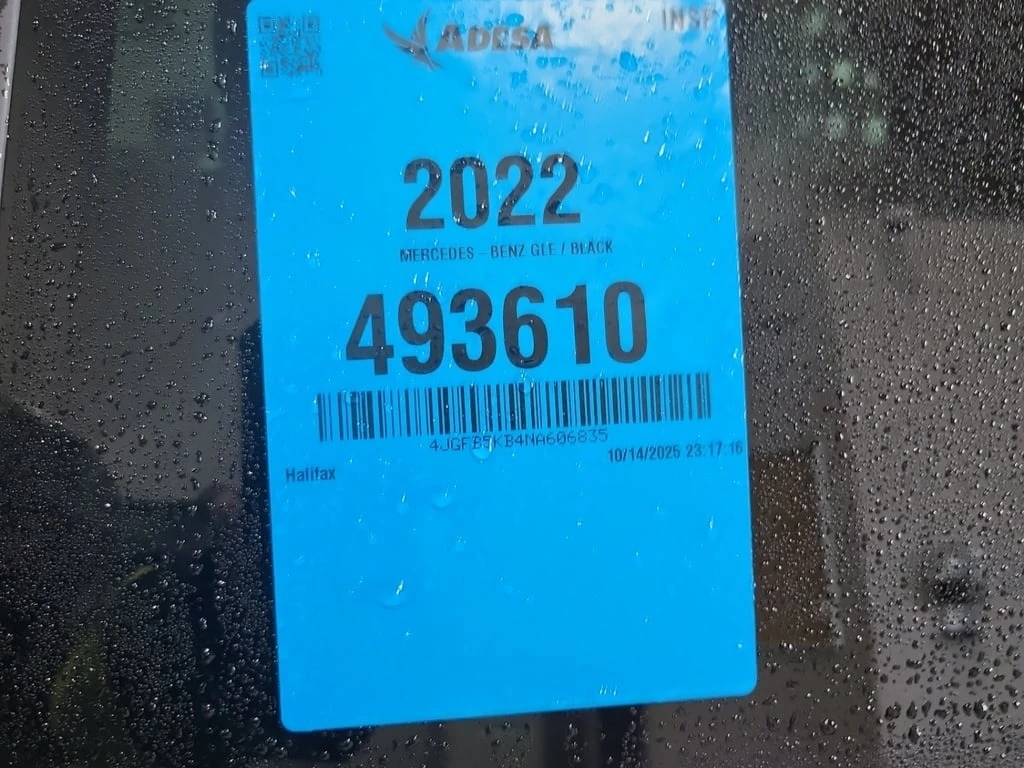 ADESA
INSP
2022
MERCEDES - BENZ GLE / BLACK
493610
4JGFB5KB4NA606835
10/14/2025 23:17:16
Halifax